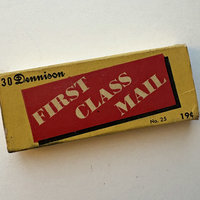 30 Dennison
FIRST
CLASS
MAIL
No. 25 19¢